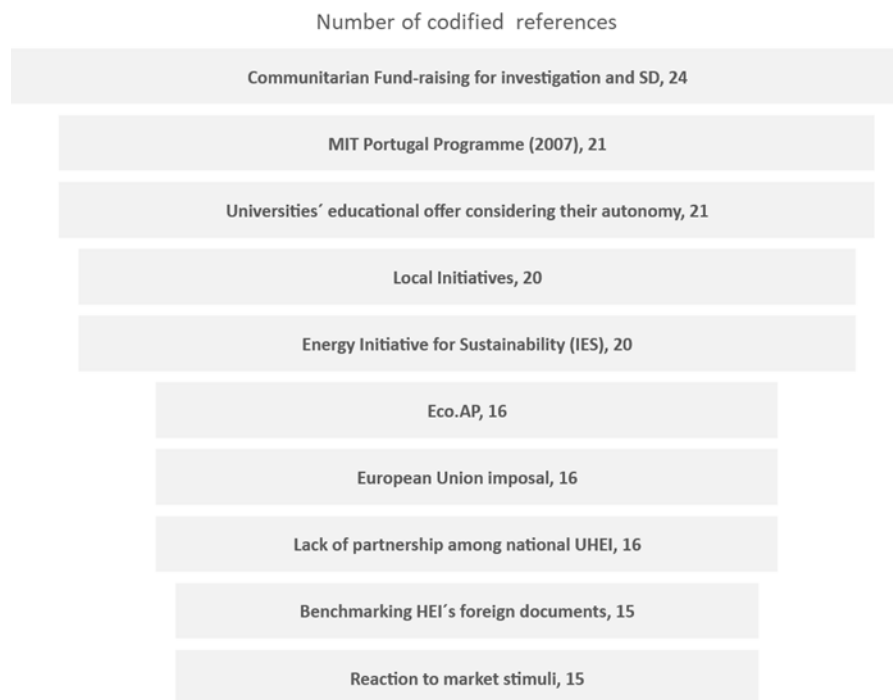 Number of codified references
Communitarian Fund-raising for investigation and SD, 24
MIT Portugal Programme (2007), 21
Universities´ educational offer considering their autonomy, 21
Local Initiatives, 20
Energy Initiative for Sustainability (IES), 20
Eco.AP, 16
European Union imposal, 16
Lack of partnership among national UHEI, 16
Benchmarking HEI´s foreign documents, 15
Reaction to market stimuli, 15